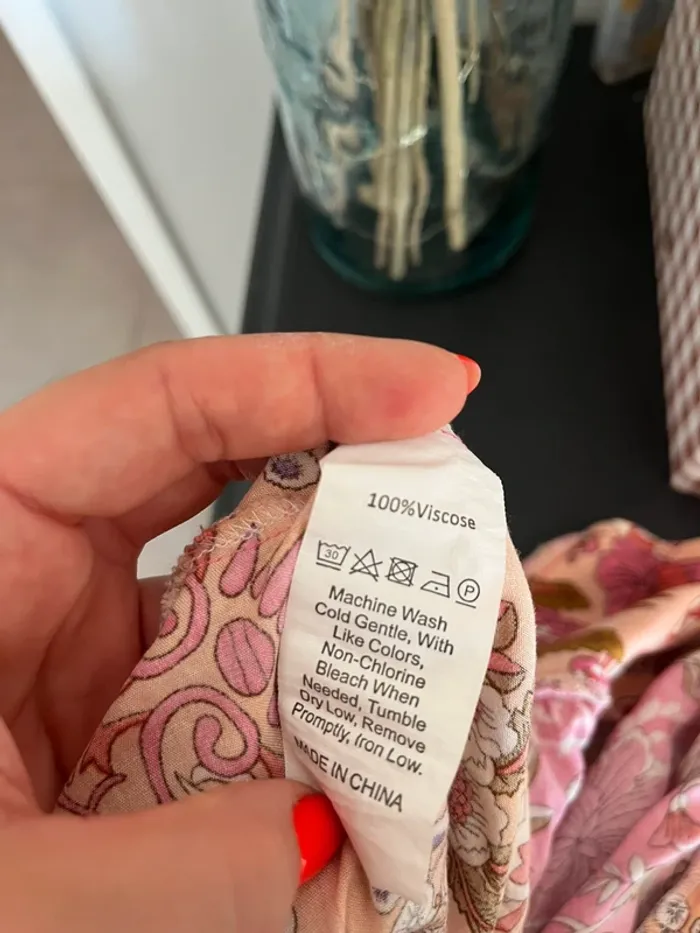 100%Viscose
30 P
Machine Wash
Cold Gentle, With
Like Colors,
Non-Chlorine
Bleach When
Needed, Tumble
Dry Low, Remove
Promptly, Iron Low.
MADE IN CHINA